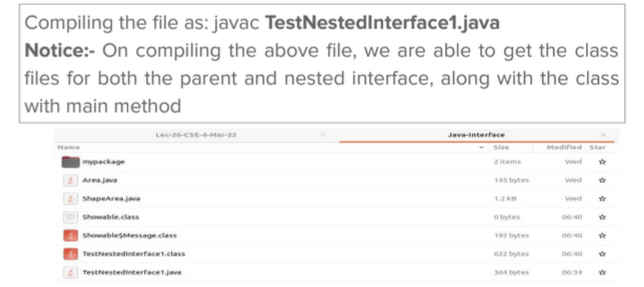 Compiling the file as: javac TestNestedInterface1.java
Notice:- On compiling the above file, we are able to get the class
files for both the parent and nested interface, along with the class
with main method
Lec-26-CSE-4-Mar-22 Java-Interface
Name Size Modified Star
mypackage 2 items Wed
Area.java 145 bytes Wed
ShapeArea.java 1.2 kB Wed
Showable.class 0 bytes 06:40
Showable$Message.class 192 bytes 06:40
TestNestedInterface1.class 622 bytes 06:40
TestNestedInterface1.java 364 bytes 06:34